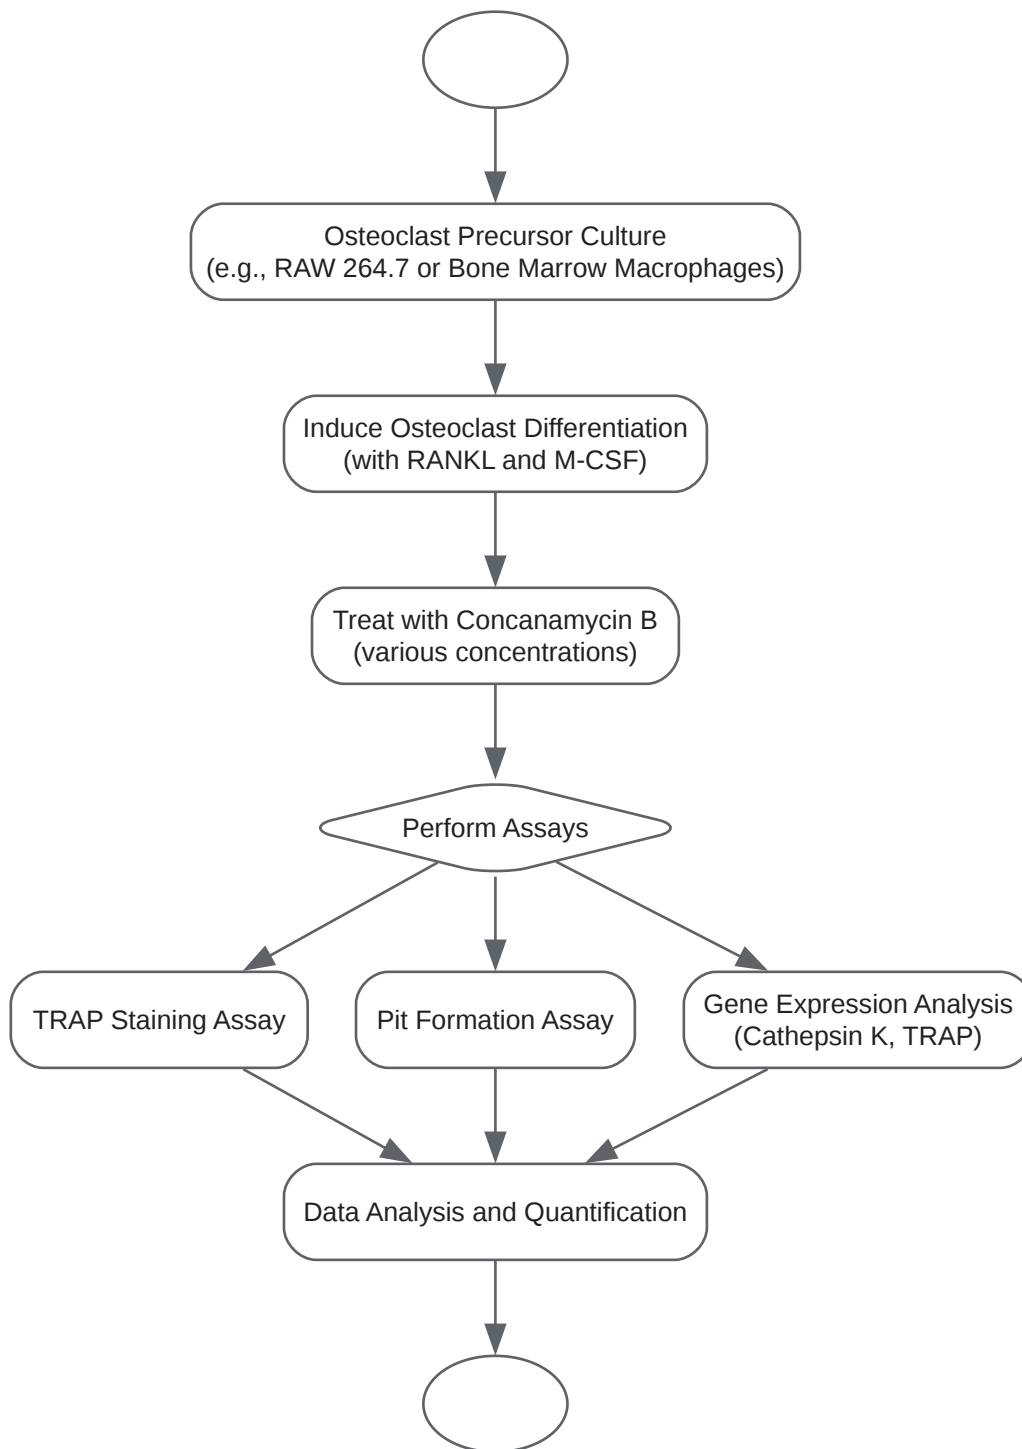 Osteoclast Precursor Culture
(e.g., RAW 264.7 or Bone Marrow Macrophages)
Induce Osteoclast Differentiation
(with RANKL and M-CSF)
Treat with Concanamycin B
(various concentrations)
Perform Assays
TRAP Staining Assay
Pit Formation Assay
Gene Expression Analysis
(Cathepsin K, TRAP)
Data Analysis and Quantification